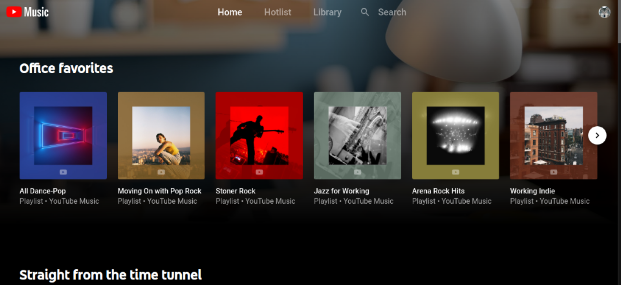 Music
Home
Hotlist
Library
Search
Office favorites
All Dance-Pop
Playlist • YouTube Music
Moving On with Pop Rock
Playlist • YouTube Music
Stoner Rock
Playlist • YouTube Music
Jazz for Working
Playlist • YouTube Music
Arena Rock Hits
Playlist • YouTube Music
Working Indie
Playlist • YouTube Music
Straight from the time tunnel